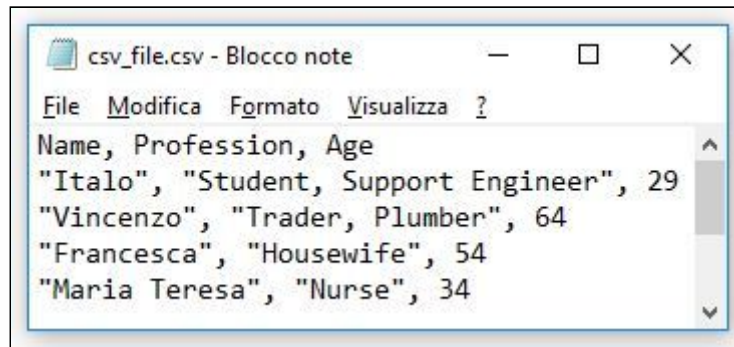 csv_file.csv - Blocco note
File Modifica Formato Visualizza ?
Name, Profession, Age
"Italo", "Student, Support Engineer", 29
"Vincenzo", "Trader, Plumber", 64
"Francesca", "Housewife", 54
"Maria Teresa", "Nurse", 34